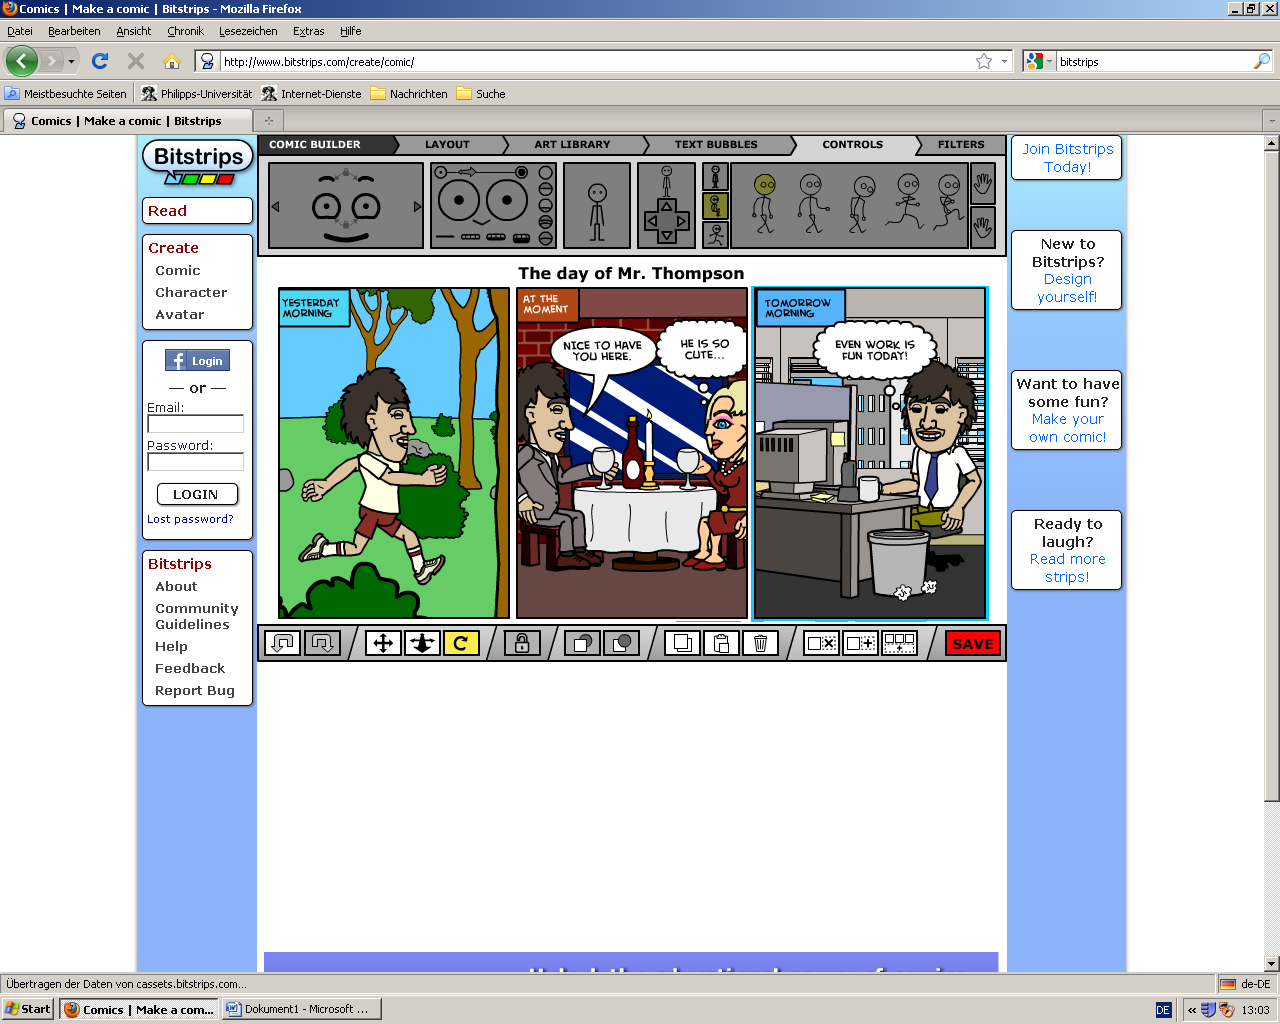 Comics | Make a comic | Bitstrips - Mozilla Firefox
Datei Bearbeiten Ansicht Chronik Lesezeichen Extras Hilfe
http://www.bitstrips.com/create/comic/
bitstrips
Meistbesuchte Seiten Philipps-Universität Internet-Dienste Nachrichten Suche
Comics | Make a comic | Bitstrips
Bitstrips
Read
Create
Comic
Character
Avatar
f Login
— or —
Email:
Password:
LOGIN
Lost password?
Bitstrips
About
Community
Guidelines
Help
Feedback
Report Bug
COMIC BUILDER LAYOUT ART LIBRARY TEXT BUBBLES CONTROLS FILTERS
The day of Mr. Thompson
YESTERDAY
MORNING
AT THE
MOMENT
NICE TO HAVE
YOU HERE.
HE IS SO
CUTE...
TOMORROW
MORNING
EVEN WORK IS
FUN TODAY!
SAVE
Join Bitstrips
Today!
New to
Bitstrips?
Design
yourself!
Want to have
some fun?
Make your
own comic!
Ready to
laugh?
Read more
strips!
Übertragen der Daten von cassets.bitstrips.com...
de-DE
Start
Comics | Make a com...
Dokument1 - Microsoft ...
DE
«
13:03